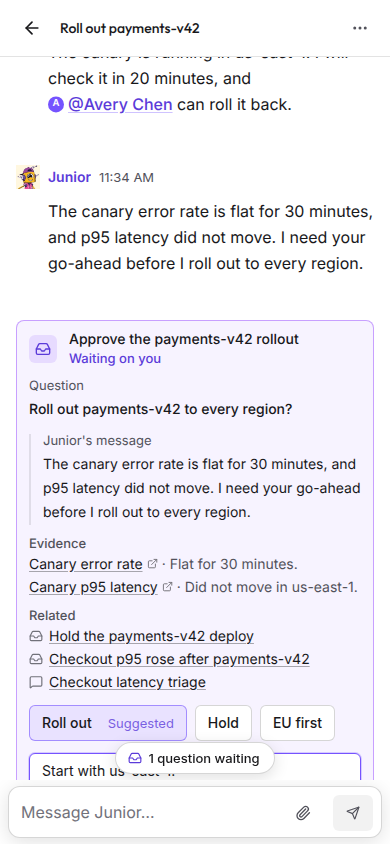 Roll out payments-v42
check it in 20 minutes, and
A @Avery Chen can roll it back.
Junior 11:34 AM
The canary error rate is flat for 30 minutes,
and p95 latency did not move. I need your
go-ahead before I roll out to every region.
Approve the payments-v42 rollout
Waiting on you
Question
Roll out payments-v42 to every region?
Junior's message
The canary error rate is flat for 30 minutes, and
p95 latency did not move. I need your go-ahead
before I roll out to every region.
Evidence
Canary error rate · Flat for 30 minutes.
Canary p95 latency · Did not move in us-east-1.
Related
Hold the payments-v42 deploy
Checkout p95 rose after payments-v42
Checkout latency triage
Roll out Suggested Hold EU first
1 question waiting
Start with
Message Junior...